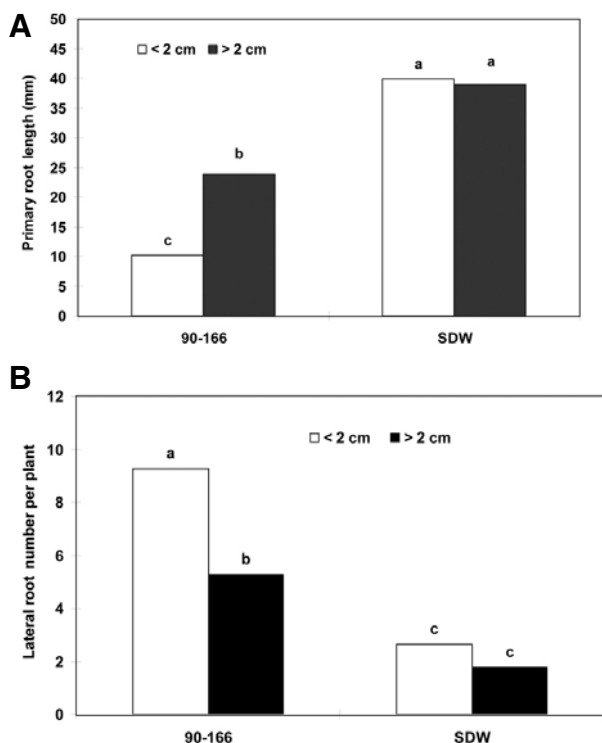 A
50
45
40
35
30
25
20
15
10
5
0
Primary root length (mm)
< 2 cm > 2 cm
c
b
a
a
90-166 SDW
B
12
10
8
6
4
2
0
Lateral root number per plant
< 2 cm > 2 cm
a
b
c
c
90-166 SDW